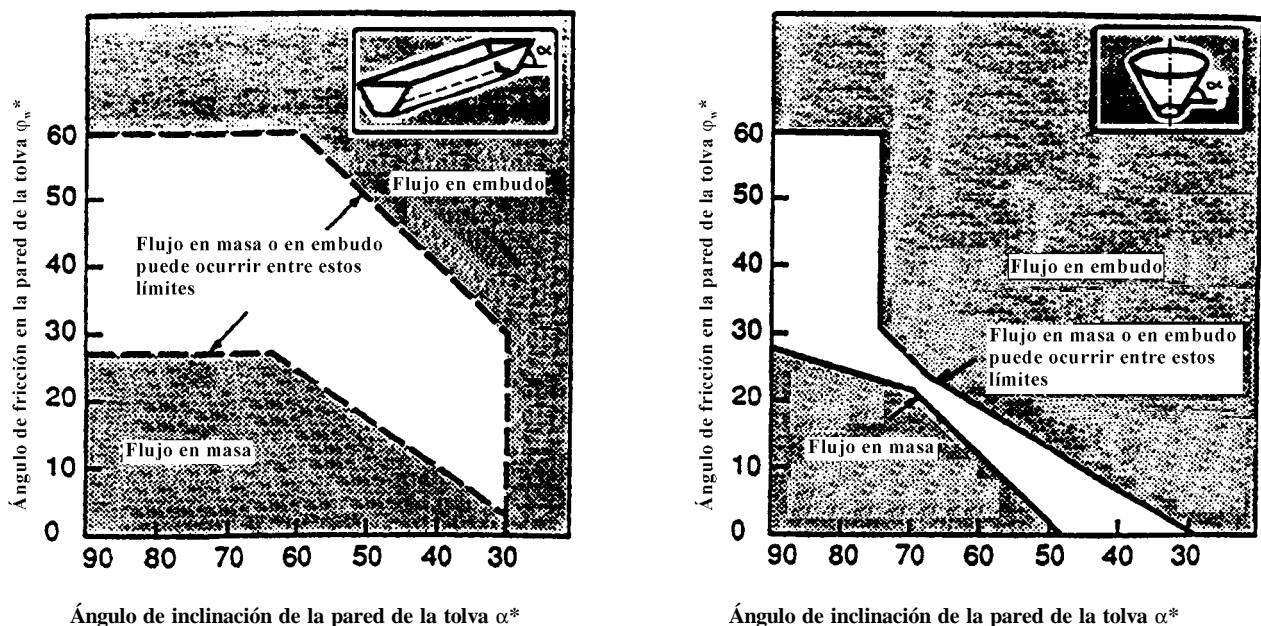 Ángulo de fricción en la pared de la tolva φw*
60
50
40
30
20
10
0
90 80 70 60 50 40 30
α
Flujo en embudo
Flujo en masa o en embudo
puede ocurrir entre estos
límites
Flujo en masa
Ángulo de inclinación de la pared de la tolva α*
Ángulo de fricción en la pared de la tolva φw*
60
50
40
30
20
10
0
90 80 70 60 50 40 30
α
Flujo en embudo
Flujo en masa o en embudo
puede ocurrir entre estos
límites
Flujo en masa
Ángulo de inclinación de la pared de la tolva α*